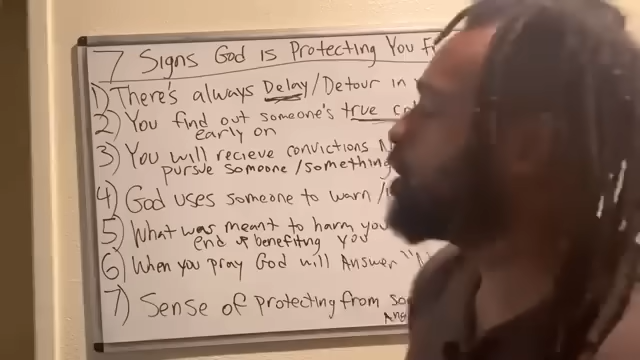 7 Signs God is Protecting You
1) There's always Delay/Detour in
2) You find out someone's true
early on
3) You will recieve convictions
pursue someone/something
4) God uses someone to warn/
5) What was meant to harm you
end up benefitng you
6) When you pray God will Answer
7) Sense of protecting from